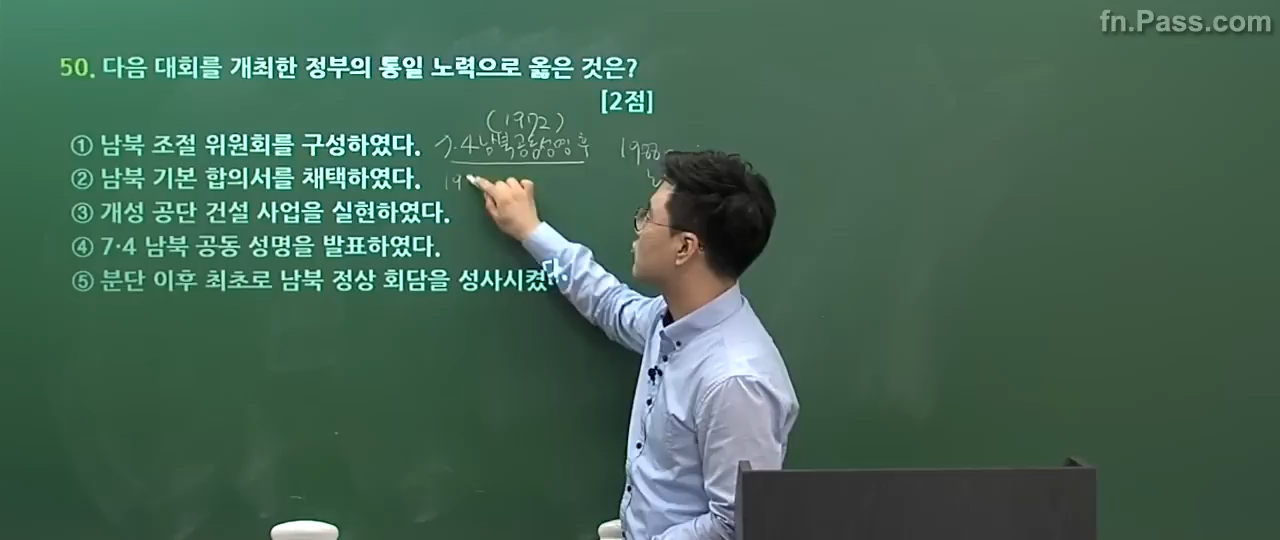 fn.Pass.com
50. 다음 대회를 개최한 정부의 통일 노력으로 옳은 것은?
[2점]
(1972)
① 남북 조절 위원회를 구성하였다. 7.4 남북공동성명 후
② 남북 기본 합의서를 채택하였다. 19
③ 개성 공단 건설 사업을 실현하였다.
④ 7·4 남북 공동 성명을 발표하였다.
⑤ 분단 이후 최초로 남북 정상 회담을 성사시켰다.